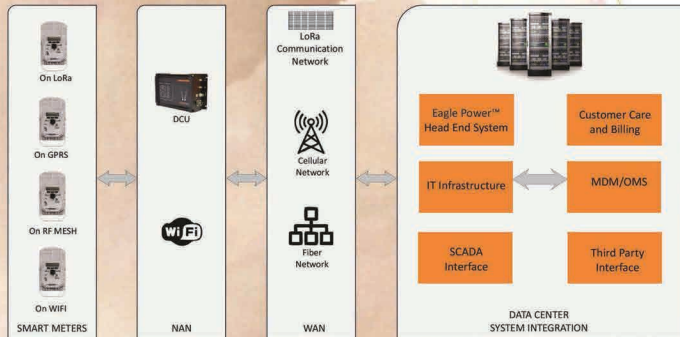 On LoRa
On GPRS
On RF MESH
On WIFI
SMART METERS
DCU
WiFi
NAN
LoRa
Communication
Network
Cellular
Network
Fiber
Network
WAN
Eagle Power™
Head End System
Customer Care
and Billing
IT Infrastructure
MDM/OMS
SCADA
Interface
Third Party
Interface
DATA CENTER
SYSTEM INTEGRATION